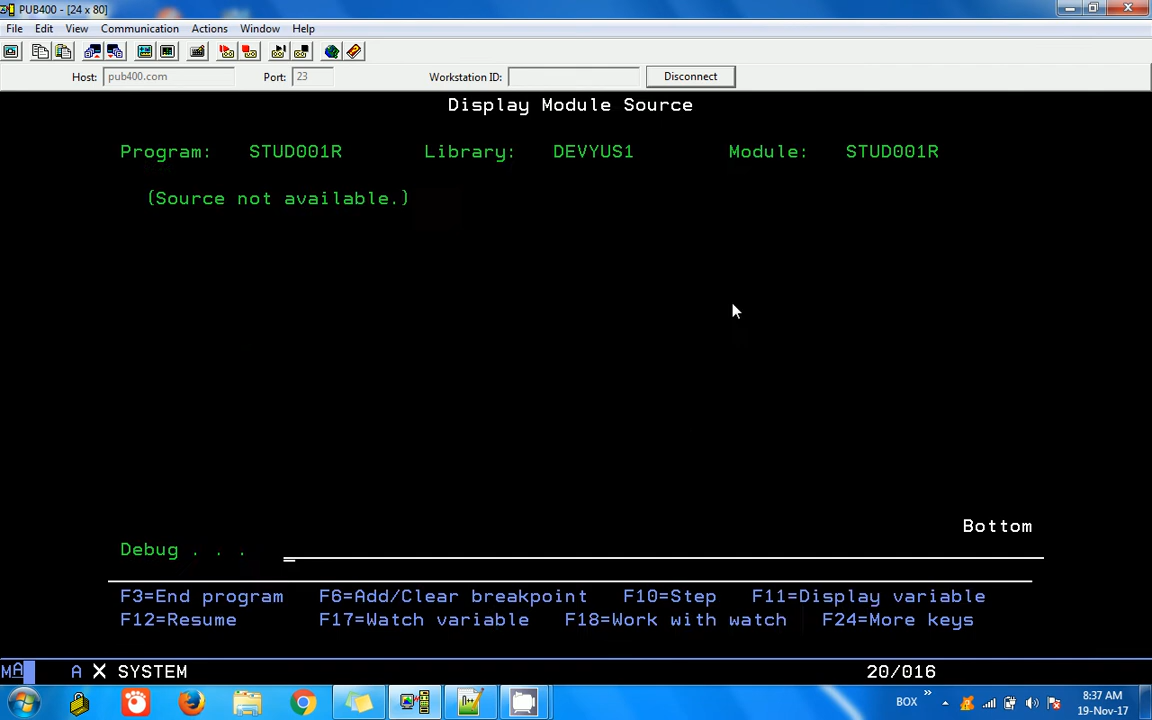 PUB400 - [24 x 80]
File Edit View Communication Actions Window Help
Host: pub400.com Port: 23 Workstation ID: Disconnect
Display Module Source
Program: STUD001R Library: DEVYUS1 Module: STUD001R
(Source not available.)
Bottom
Debug . . .
F3=End program F6=Add/Clear breakpoint F10=Step F11=Display variable
F12=Resume F17=Watch variable F18=Work with watch F24=More keys
MA A X SYSTEM 20/016
BOX 8:37 AM
19-Nov-17